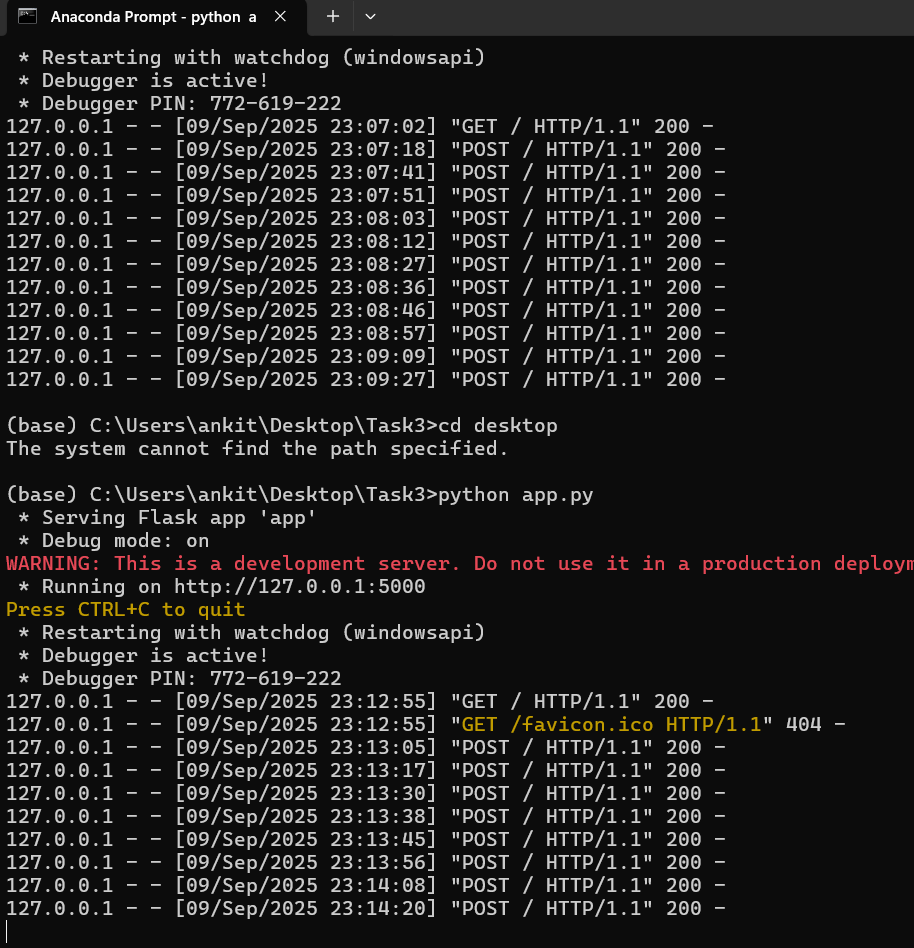 Anaconda Prompt - python a
* Restarting with watchdog (windowsapi)
* Debugger is active!
* Debugger PIN: 772-619-222
127.0.0.1 - - [09/Sep/2025 23:07:02] "GET / HTTP/1.1" 200 -
127.0.0.1 - - [09/Sep/2025 23:07:18] "POST / HTTP/1.1" 200 -
127.0.0.1 - - [09/Sep/2025 23:07:41] "POST / HTTP/1.1" 200 -
127.0.0.1 - - [09/Sep/2025 23:07:51] "POST / HTTP/1.1" 200 -
127.0.0.1 - - [09/Sep/2025 23:08:03] "POST / HTTP/1.1" 200 -
127.0.0.1 - - [09/Sep/2025 23:08:12] "POST / HTTP/1.1" 200 -
127.0.0.1 - - [09/Sep/2025 23:08:27] "POST / HTTP/1.1" 200 -
127.0.0.1 - - [09/Sep/2025 23:08:36] "POST / HTTP/1.1" 200 -
127.0.0.1 - - [09/Sep/2025 23:08:46] "POST / HTTP/1.1" 200 -
127.0.0.1 - - [09/Sep/2025 23:08:57] "POST / HTTP/1.1" 200 -
127.0.0.1 - - [09/Sep/2025 23:09:09] "POST / HTTP/1.1" 200 -
127.0.0.1 - - [09/Sep/2025 23:09:27] "POST / HTTP/1.1" 200 -
(base) C:\Users\ankit\Desktop\Task3>cd desktop
The system cannot find the path specified.
(base) C:\Users\ankit\Desktop\Task3>python app.py
* Serving Flask app 'app'
* Debug mode: on
WARNING: This is a development server. Do not use it in a production deploym
* Running on http://127.0.0.1:5000
Press CTRL+C to quit
* Restarting with watchdog (windowsapi)
* Debugger is active!
* Debugger PIN: 772-619-222
127.0.0.1 - - [09/Sep/2025 23:12:55] "GET / HTTP/1.1" 200 -
127.0.0.1 - - [09/Sep/2025 23:12:55] "GET /favicon.ico HTTP/1.1" 404 -
127.0.0.1 - - [09/Sep/2025 23:13:05] "POST / HTTP/1.1" 200 -
127.0.0.1 - - [09/Sep/2025 23:13:17] "POST / HTTP/1.1" 200 -
127.0.0.1 - - [09/Sep/2025 23:13:30] "POST / HTTP/1.1" 200 -
127.0.0.1 - - [09/Sep/2025 23:13:38] "POST / HTTP/1.1" 200 -
127.0.0.1 - - [09/Sep/2025 23:13:45] "POST / HTTP/1.1" 200 -
127.0.0.1 - - [09/Sep/2025 23:13:56] "POST / HTTP/1.1" 200 -
127.0.0.1 - - [09/Sep/2025 23:14:08] "POST / HTTP/1.1" 200 -
127.0.0.1 - - [09/Sep/2025 23:14:20] "POST / HTTP/1.1" 200 -